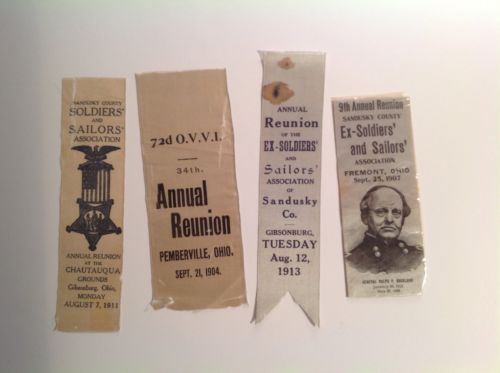 SANDUSKY COUNTY
SOLDIERS'
AND
SAILORS'
ASSOCIATION
ANNUAL REUNION
AT THE
CHAUTAUQUA
GROUNDS
Gibsonburg, Ohio,
MONDAY
AUGUST 7, 1911
72d O.V.V.I.
34th.
Annual
Reunion
PEMBERVILLE, OHIO.
SEPT. 21, 1904.
ANNUAL
Reunion
OF THE
EX-SOLDIERS'
AND
Sailors'
ASSOCIATION
OF
Sandusky
Co.
GIBSONBURG,
TUESDAY
Aug. 12,
1913
9th Annual Reunion
SANDUSKY COUNTY
Ex-Soldiers'
and Sailors'
ASSOCIATION
FREMONT, OHIO
Sept. 25, 1907
GENERAL RALPH P. BUCKLAND